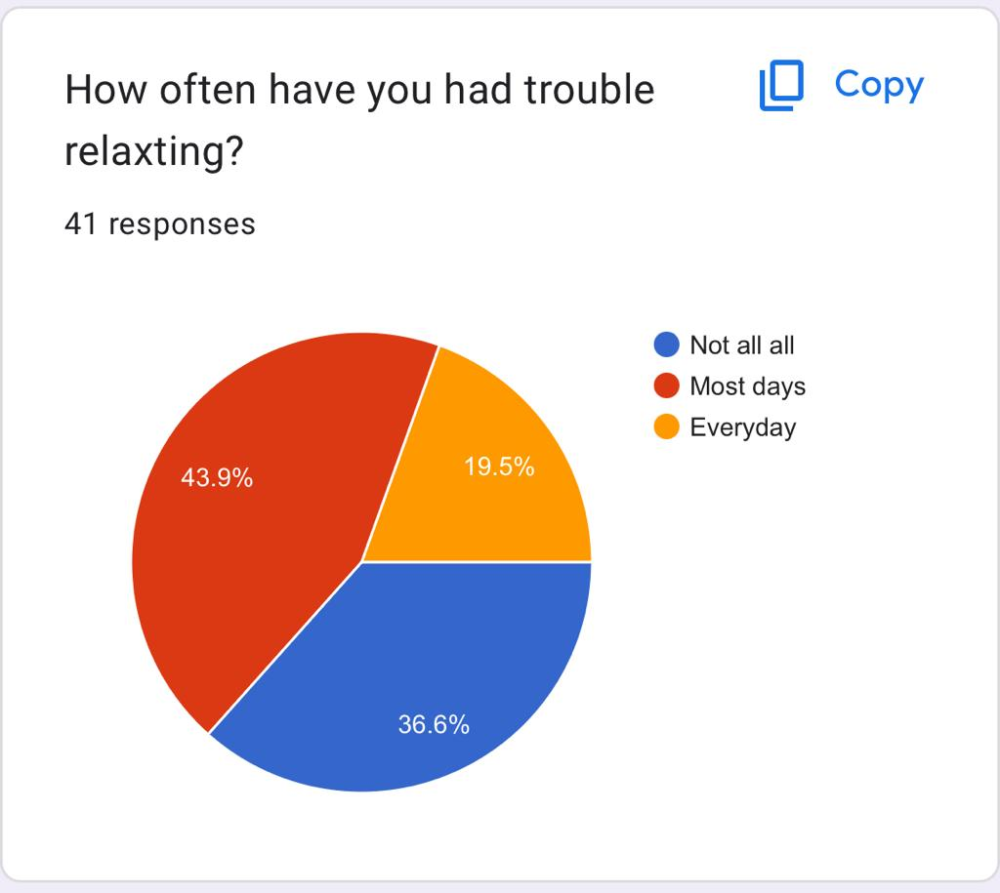 How often have you had trouble
relaxting?
Copy
41 responses
Not all all
Most days
Everyday
43.9%
19.5%
36.6%